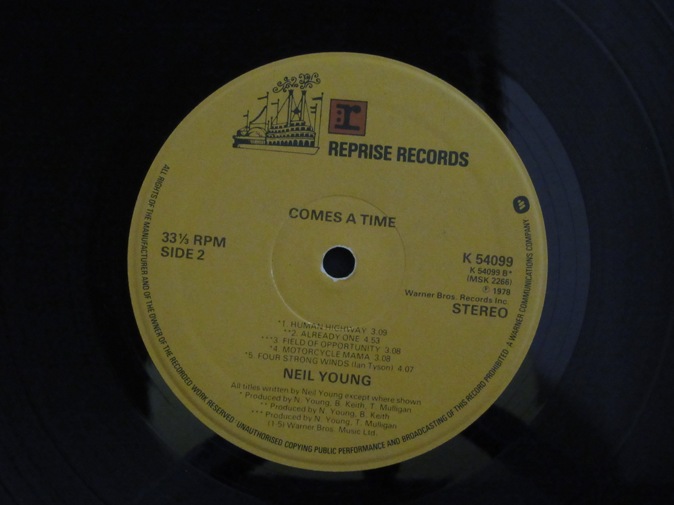 r
REPRISE RECORDS
COMES A TIME
33⅓ RPM
SIDE 2
K 54099
K 54099 B*
(MSK 2266)
℗ 1978
Warner Bros. Records Inc.
STEREO
*1. HUMAN HIGHWAY 3.09
**2. ALREADY ONE 4.53
***3. FIELD OF OPPORTUNITY 3.08
*4. MOTORCYCLE MAMA 3.08
*5. FOUR STRONG WINDS (Ian Tyson) 4.07
NEIL YOUNG
All titles written by Neil Young except where shown
* Produced by N. Young, B. Keith, T. Mulligan
** Produced by N. Young, B. Keith
*** Produced by N. Young, T. Mulligan
(1-5) Warner Bros. Music Ltd.
ALL RIGHTS OF THE MANUFACTURER AND OF THE OWNER OF THE RECORDED WORK RESERVED · UNAUTHORISED COPYING PUBLIC PERFORMANCE AND BROADCASTING OF THIS RECORD PROHIBITED · A WARNER COMMUNICATIONS COMPANY